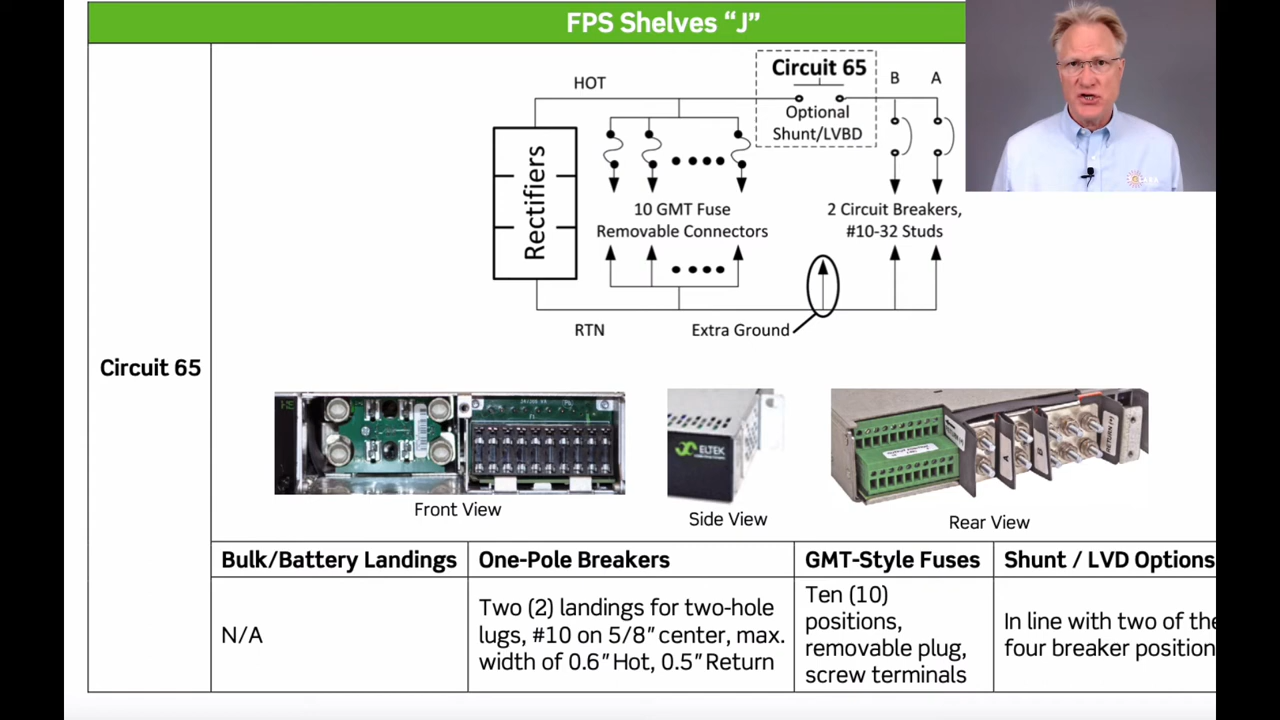 FPS Shelves “J”
Circuit 65
HOT
Circuit 65
B
A
Optional
Shunt/LVBD
Rectifiers
10 GMT Fuse
Removable Connectors
2 Circuit Breakers,
#10-32 Studs
RTN
Extra Ground
ELTEK
A
B
RETURN (+)
Front View
Side View
Rear View
Bulk/Battery Landings
One-Pole Breakers
GMT-Style Fuses
Shunt / LVD Options
N/A
Two (2) landings for two-hole
lugs, #10 on 5/8" center, max.
width of 0.6" Hot, 0.5" Return
Ten (10)
positions,
removable plug,
screw terminals
In line with two of the
four breaker position